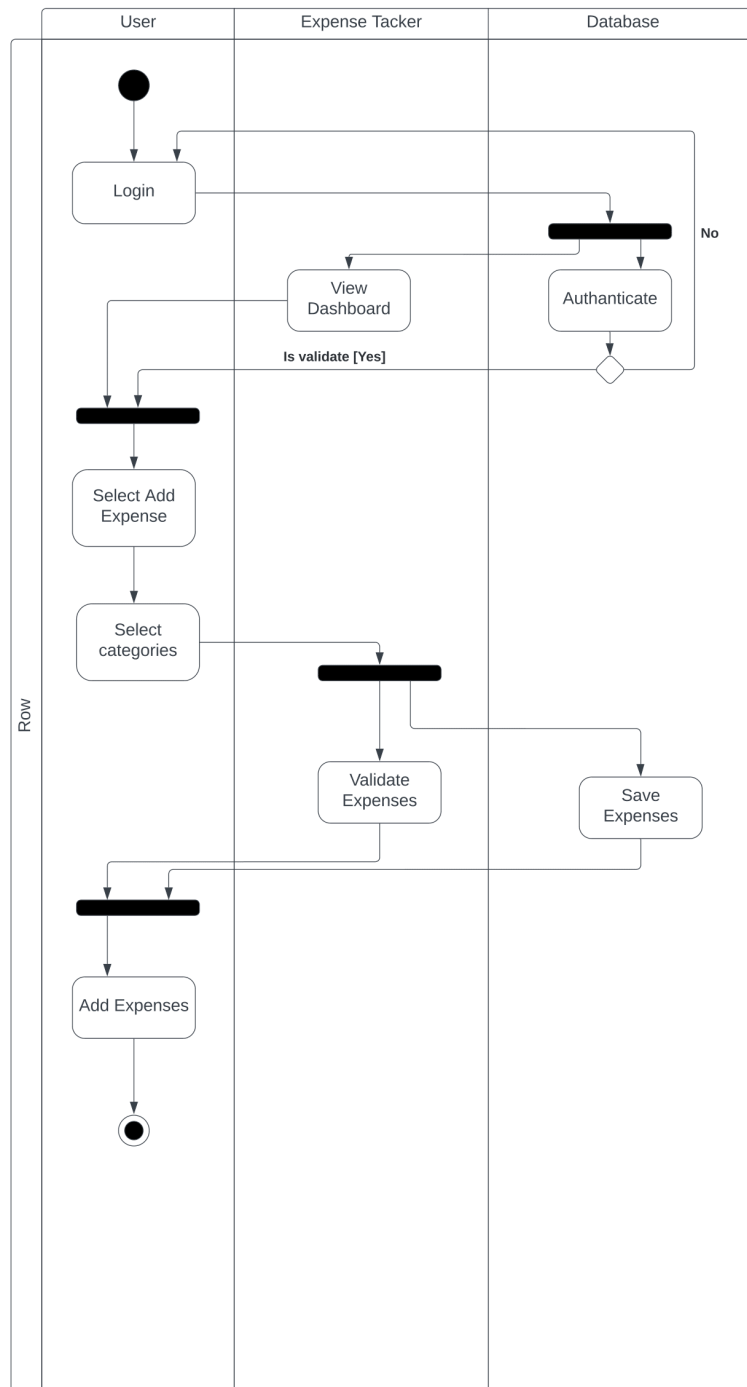 User
Expense Tacker
Database
Login
No
View
Dashboard
Authanticate
Is validate [Yes]
Select Add
Expense
Select
categories
Row
Validate
Expenses
Save
Expenses
Add Expenses